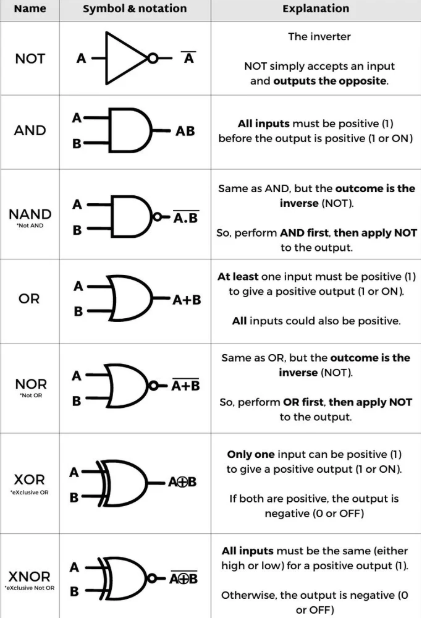 Name Symbol & notation Explanation
NOT
A A̅
The inverter
NOT simply accepts an input
and outputs the opposite.
AND
A
B
AB
All inputs must be positive (1)
before the output is positive (1 or ON)
NAND
*Not AND
A
B
A̅.̅B̅
Same as AND, but the outcome is the
inverse (NOT).
So, perform AND first, then apply NOT
to the output.
OR
A
B
A+B
At least one input must be positive (1)
to give a positive output (1 or ON).
All inputs could also be positive.
NOR
*Not OR
A
B
A̅+̅B̅
Same as OR, but the outcome is the
inverse (NOT).
So, perform OR first, then apply NOT
to the output.
XOR
*eXclusive OR
A
B
A⊕B
Only one input can be positive (1)
to give a positive output (1 or ON).
If both are positive, the output is
negative (0 or OFF)
XNOR
*eXclusive Not OR
A
B
A̅⊕̅B̅
All inputs must be the same (either
high or low) for a positive output (1).
Otherwise, the output is negative (0
or OFF)